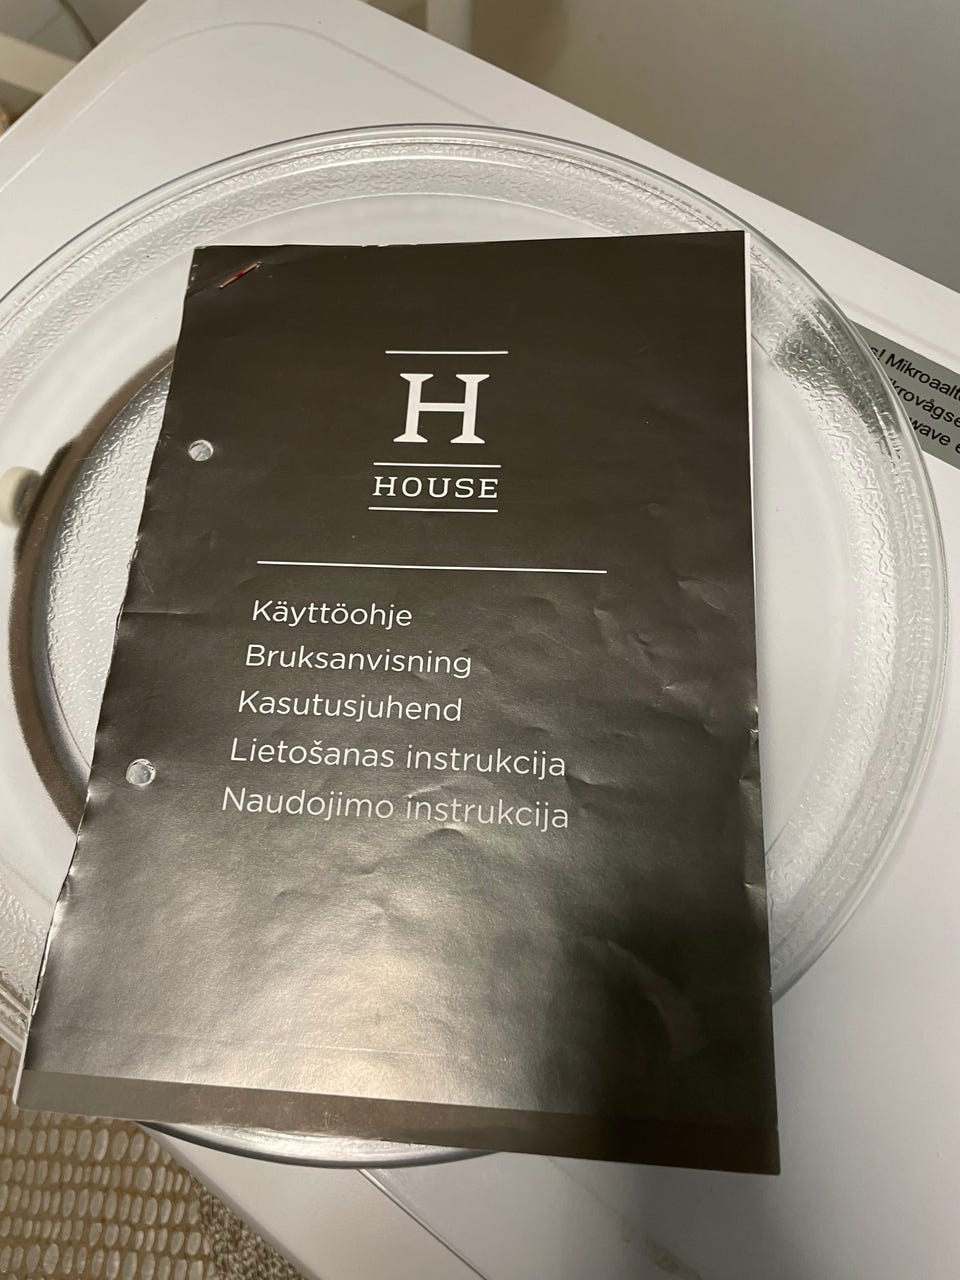 H
HOUSE
Käyttöohje
Bruksanvisning
Kasutusjuhend
Lietošanas instrukcija
Naudojimo instrukcija